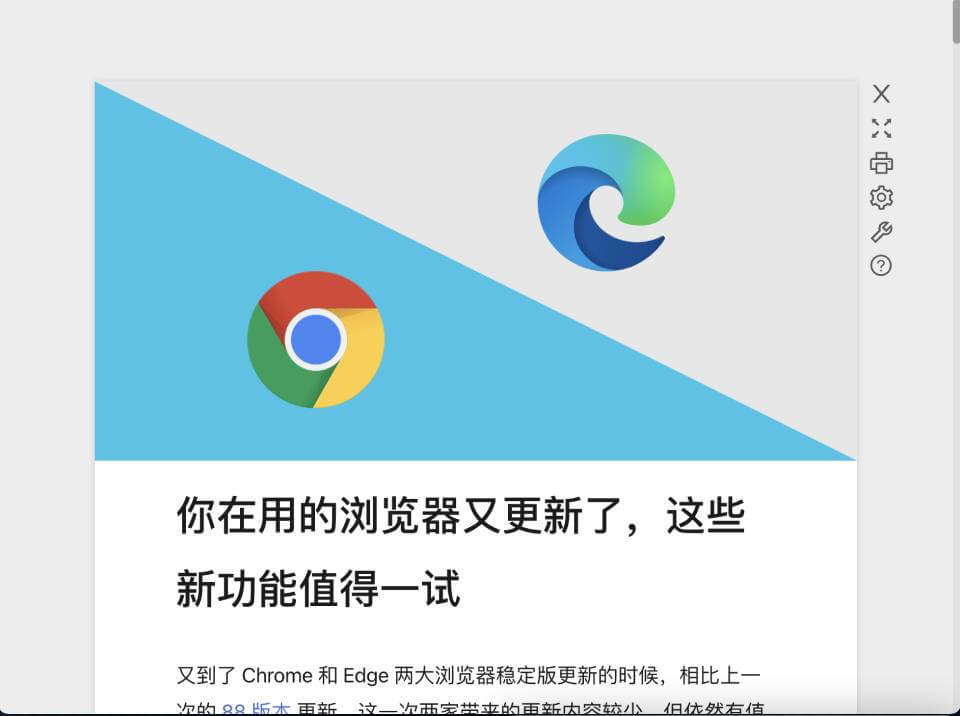 你在用的浏览器又更新了，这些
新功能值得一试
又到了 Chrome 和 Edge 两大浏览器稳定版更新的时候，相比上一
次的 88 版本 更新，这一次两家带来的更新内容较少，但依然有值